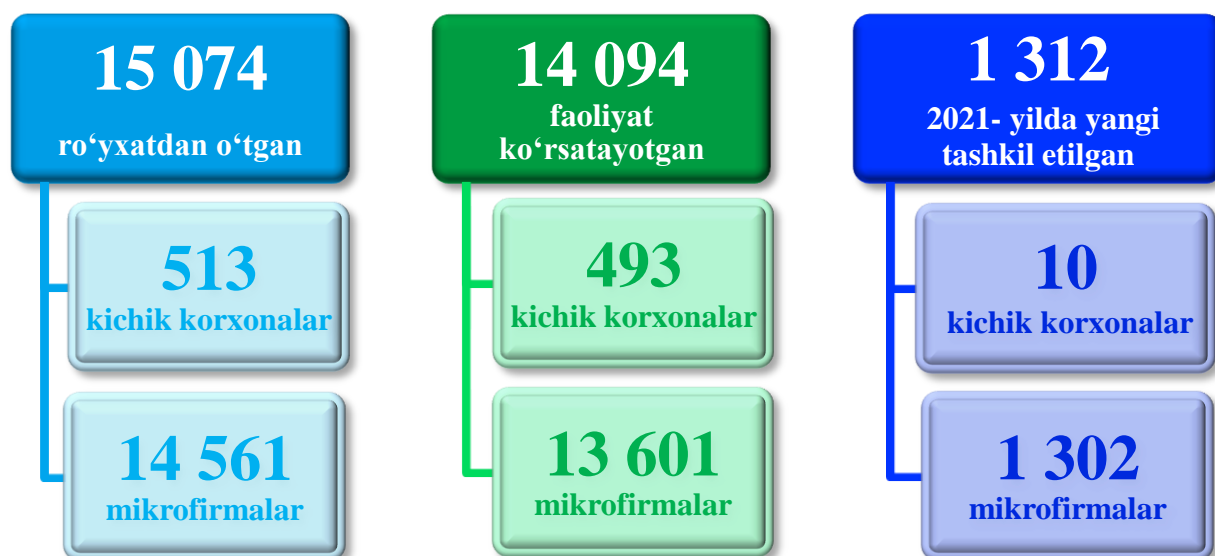 15 074
ro‘yxatdan o‘tgan
513
kichik korxonalar
14 561
mikrofirmalar
14 094
faoliyat
ko‘rsatayotgan
493
kichik korxonalar
13 601
mikrofirmalar
1 312
2021- yilda yangi
tashkil etilgan
10
kichik korxonalar
1 302
mikrofirmalar